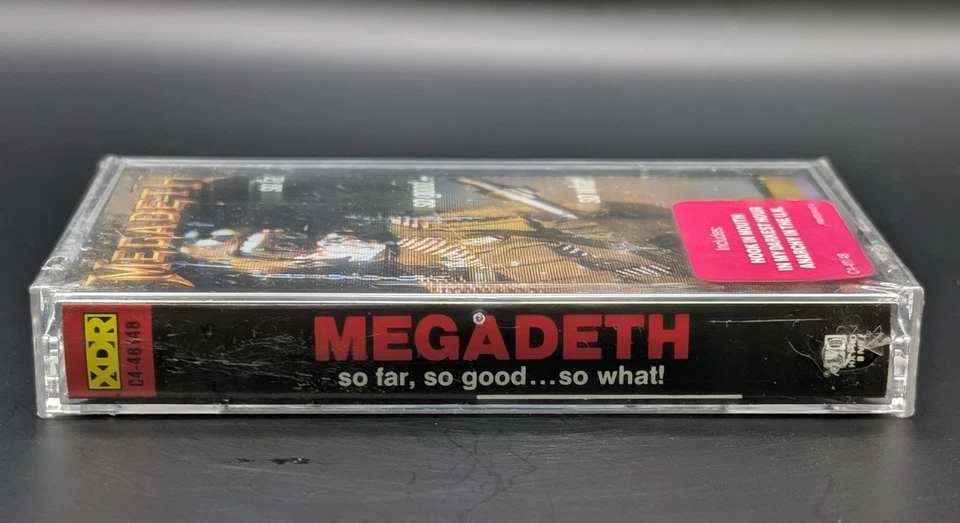 MEGADETH
so far
so good...
so what!
Includes:
HOOK IN MOUTH
IN MY DARKEST HOUR
ANARCHY IN THE U.K.
XDR
C4-48148
MEGADETH
so far, so good...so what!